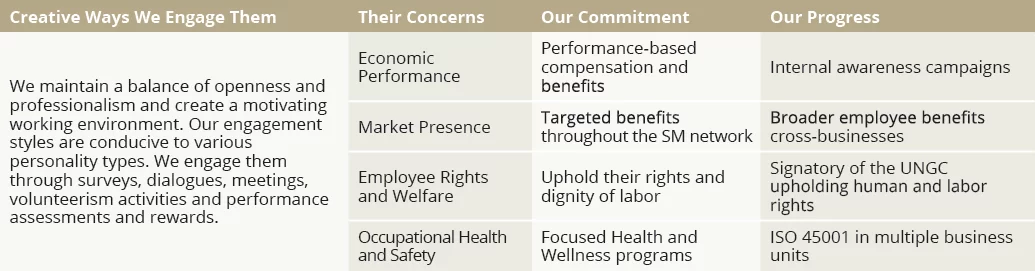 Creative Ways We Engage Them
Their Concerns
Our Commitment
Our Progress
We maintain a balance of openness and
professionalism and create a motivating
working environment. Our engagement
styles are conducive to various
personality types. We engage them
through surveys, dialogues, meetings,
volunteerism activities and performance
assessments and rewards.
Economic
Performance
Performance-based
compensation and
benefits
Internal awareness campaigns
Market Presence
Targeted benefits
throughout the SM network
Broader employee benefits
cross-businesses
Employee Rights
and Welfare
Uphold their rights and
dignity of labor
Signatory of the UNGC
upholding human and labor
rights
Occupational Health
and Safety
Focused Health and
Wellness programs
ISO 45001 in multiple business
units